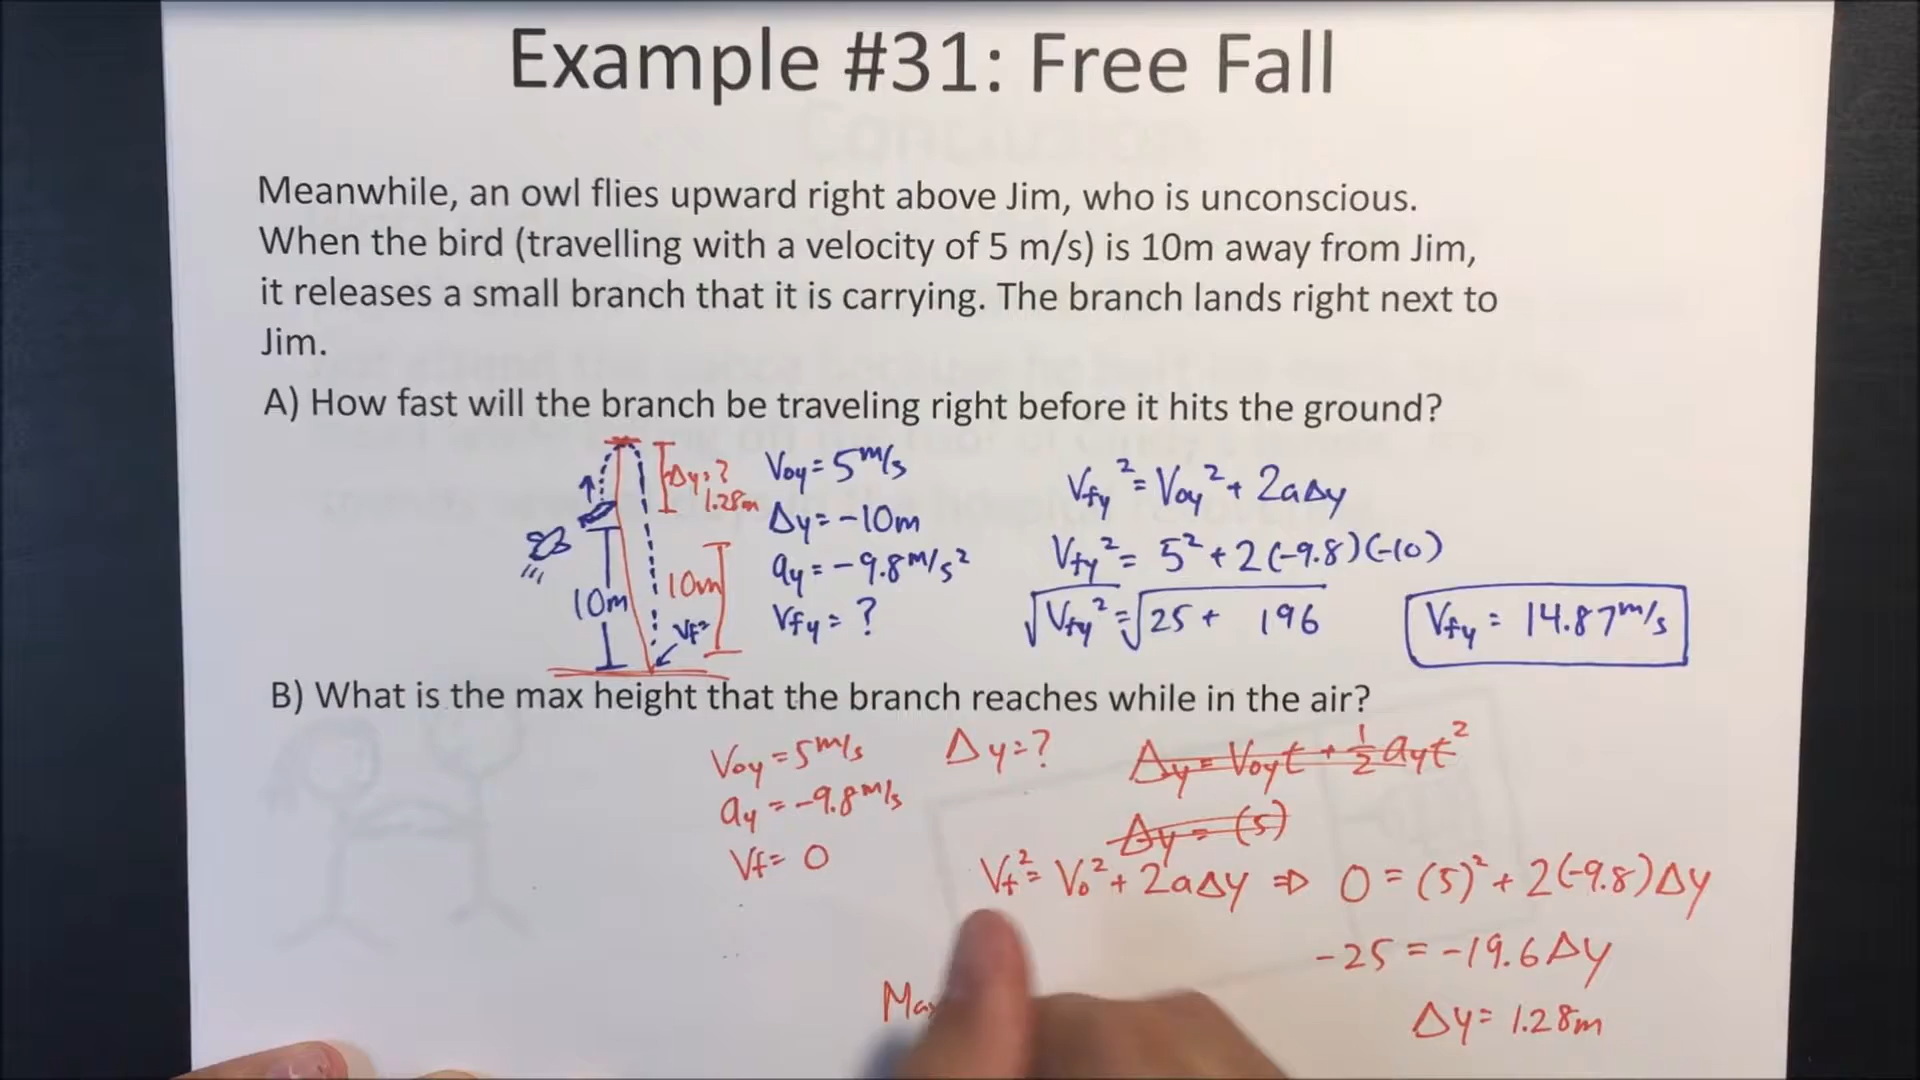 Example #31: Free Fall
Meanwhile, an owl flies upward right above Jim, who is unconscious.
When the bird (travelling with a velocity of 5 m/s) is 10m away from Jim,
it releases a small branch that it is carrying. The branch lands right next to
Jim.
A) How fast will the branch be traveling right before it hits the ground?
Δy=?
1.28m
10m
10m
Vf=
Voy = 5 m/s
Δy = -10m
ay = -9.8 m/s²
Vfy = ?
Vfy² = Voy² + 2aΔy
Vfy² = 5² + 2(-9.8)(-10)
√Vfy² = √25 + 196
Vfy = 14.87 m/s
B) What is the max height that the branch reaches while in the air?
Voy = 5 m/s
ay = -9.8 m/s
Vf = 0
Δy = ?
Δy = Voyt + ½ayt²
Δy = (5)
Vf² = V₀² + 2aΔy ⇒ 0 = (5)² + 2(-9.8)Δy
-25 = -19.6Δy
Δy = 1.28m
Max